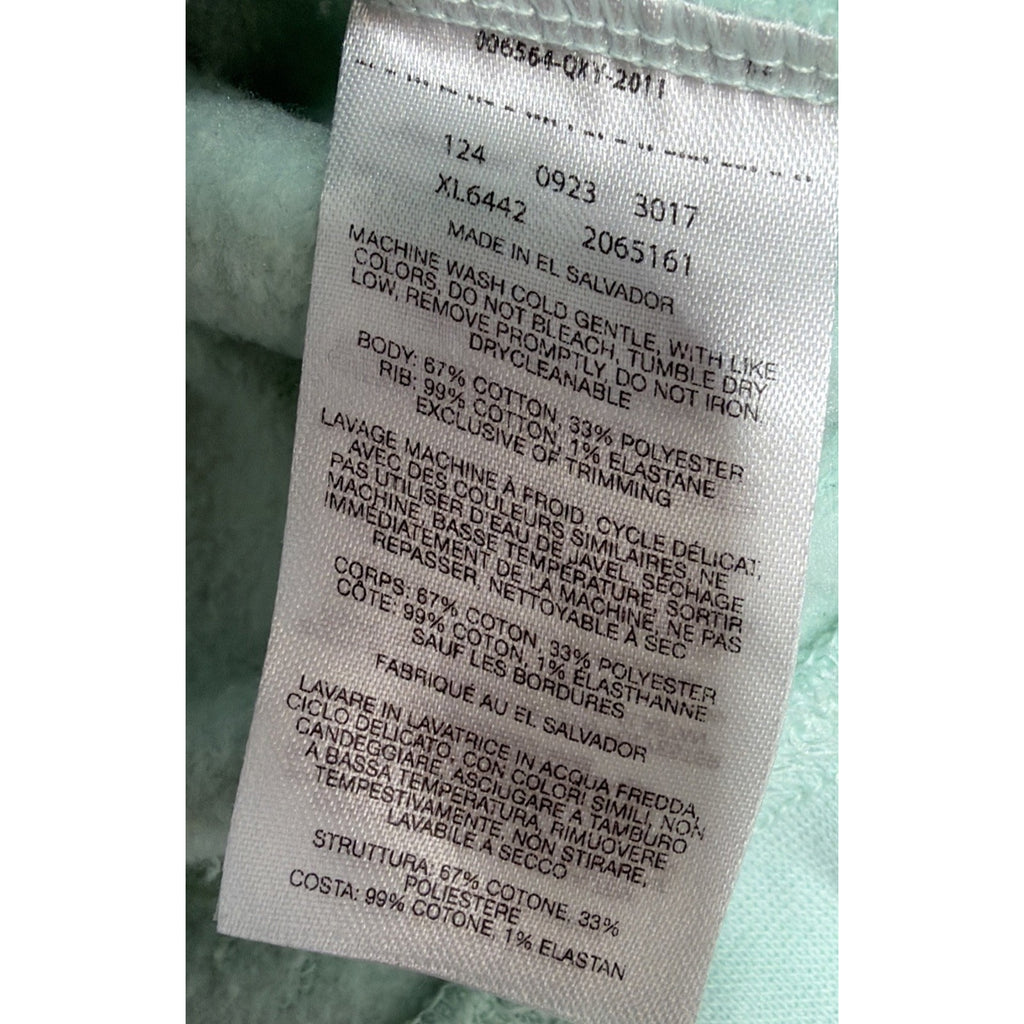 006564-QXY-2011
124 0923 3017
XL6442 2065161
MADE IN EL SALVADOR
MACHINE WASH COLD GENTLE, WITH LIKE
COLORS, DO NOT BLEACH, TUMBLE DRY
LOW, REMOVE PROMPTLY, DO NOT IRON,
DRYCLEANABLE
BODY: 67% COTTON, 33% POLYESTER
RIB: 99% COTTON, 1% ELASTANE
EXCLUSIVE OF TRIMMING
LAVAGE MACHINE À FROID, CYCLE DÉLICAT,
AVEC DES COULEURS SIMILAIRES, NE
PAS UTILISER D'EAU DE JAVEL, SÉCHAGE
MACHINE, BASSE TEMPÉRATURE, SORTIR
IMMÉDIATEMENT DE LA MACHINE, NE PAS
REPASSER, NETTOYABLE À SEC
CORPS: 67% COTON, 33% POLYESTER
CÔTE: 99% COTON, 1% ÉLASTHANNE
SAUF LES BORDURES
FABRIQUÉ AU EL SALVADOR
LAVARE IN LAVATRICE IN ACQUA FREDDA,
CICLO DELICATO, CON COLORI SIMILI, NON
CANDEGGIARE, ASCIUGARE A TAMBURO
A BASSA TEMPERATURA, RIMUOVERE
TEMPESTIVAMENTE, NON STIRARE,
LAVABILE A SECCO
STRUTTURA: 67% COTONE, 33%
POLIESTERE
COSTA: 99% COTONE, 1% ELASTAN